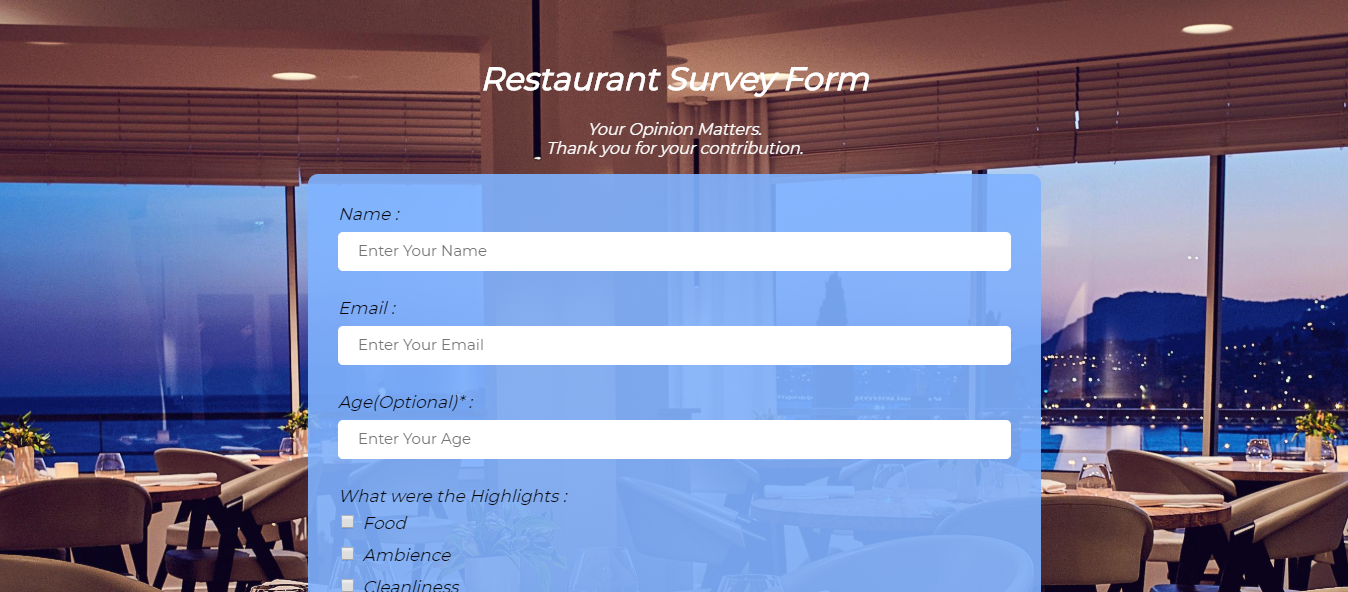 Restaurant Survey Form
Your Opinion Matters.
Thank you for your contribution.
Name :
Enter Your Name
Email :
Enter Your Email
Age(Optional)* :
Enter Your Age
What were the Highlights :
Food
Ambience
Cleanliness